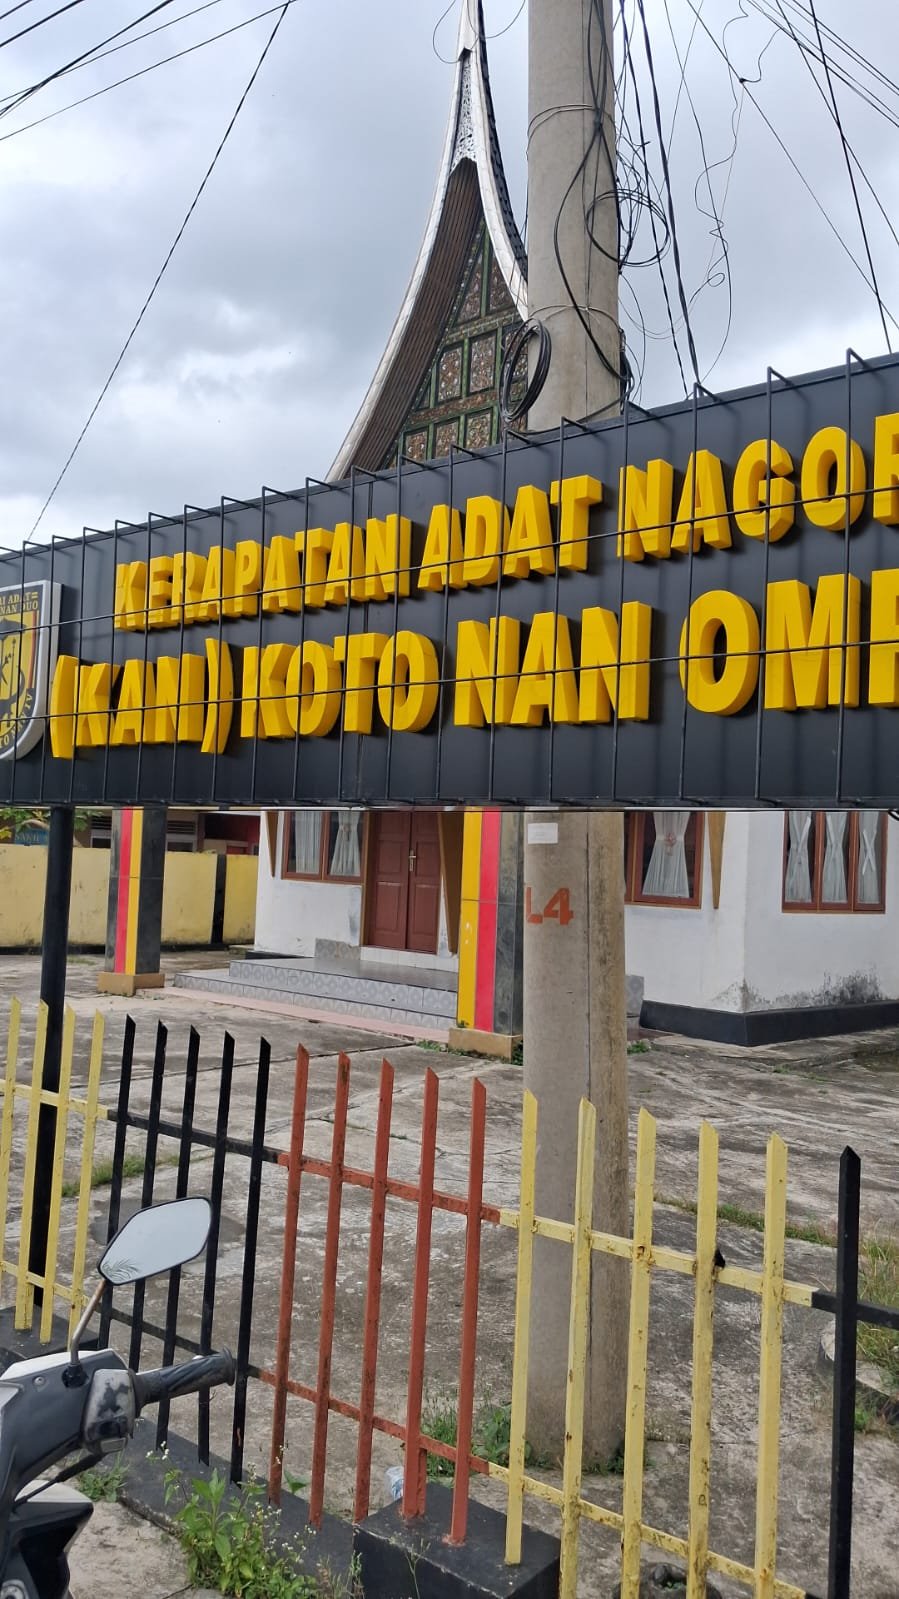 KERAPATAN ADAT NAGOR
(KAN)) KOTO NAN OMP
L4